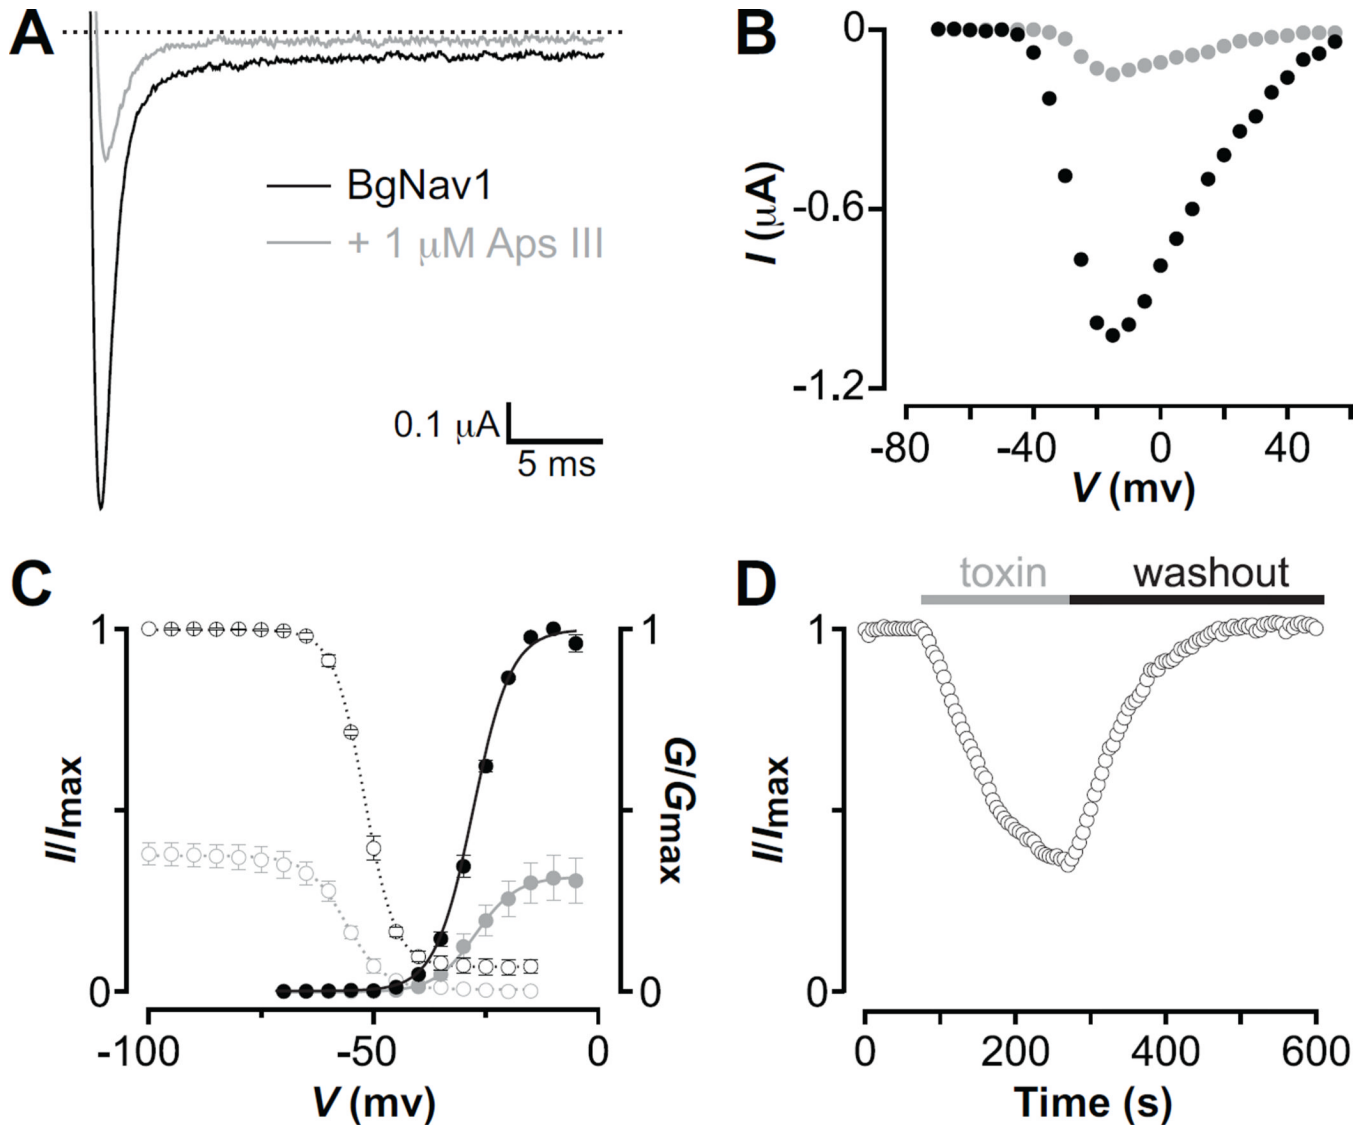 A
BgNav1
+ 1 μM Aps III
0.1 μA
5 ms
B
0
-0.6
-1.2
I (μA)
-80 -40 0 40
V (mv)
C
1
0
I/Imax
1
0
G/Gmax
-100 -50 0
V (mv)
D
toxin washout
1
0
I/Imax
0 200 400 600
Time (s)